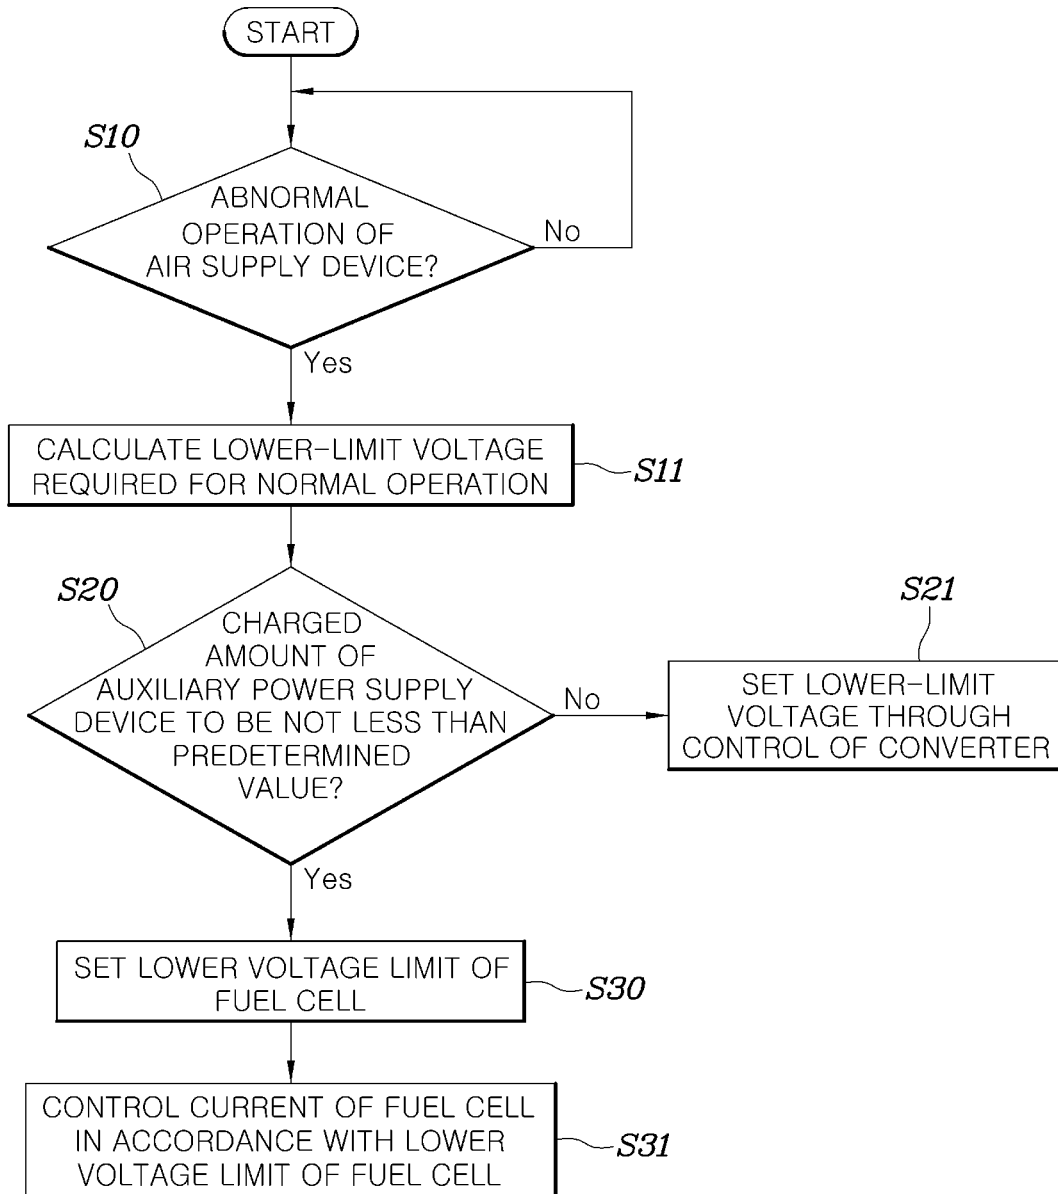 START
S10
ABNORMAL
OPERATION OF
AIR SUPPLY DEVICE?
No
Yes
CALCULATE LOWER-LIMIT VOLTAGE
REQUIRED FOR NORMAL OPERATION
S11
S20
CHARGED
AMOUNT OF
AUXILIARY POWER SUPPLY
DEVICE TO BE NOT LESS THAN
PREDETERMINED
VALUE?
No
S21
SET LOWER-LIMIT
VOLTAGE THROUGH
CONTROL OF CONVERTER
Yes
SET LOWER VOLTAGE LIMIT OF
FUEL CELL
S30
CONTROL CURRENT OF FUEL CELL
IN ACCORDANCE WITH LOWER
VOLTAGE LIMIT OF FUEL CELL
S31